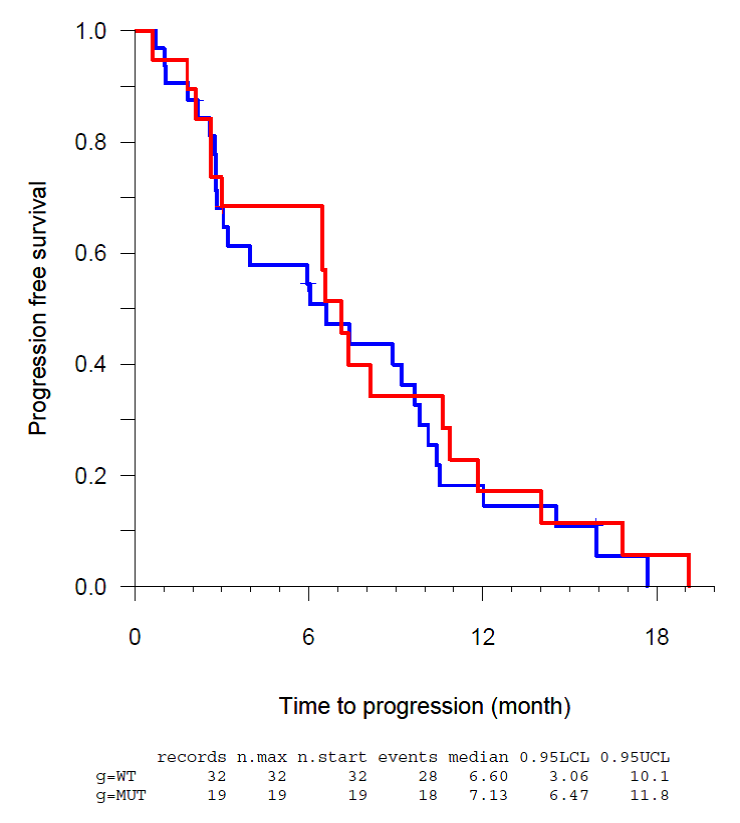 1.0
0.8
0.6
0.4
0.2
0.0
Progression free survival
0 6 12 18
Time to progression (month)
records n.max n.start events median 0.95LCL 0.95UCL
g=WT 32 32 32 28 6.60 3.06 10.1
g=MUT 19 19 19 18 7.13 6.47 11.8